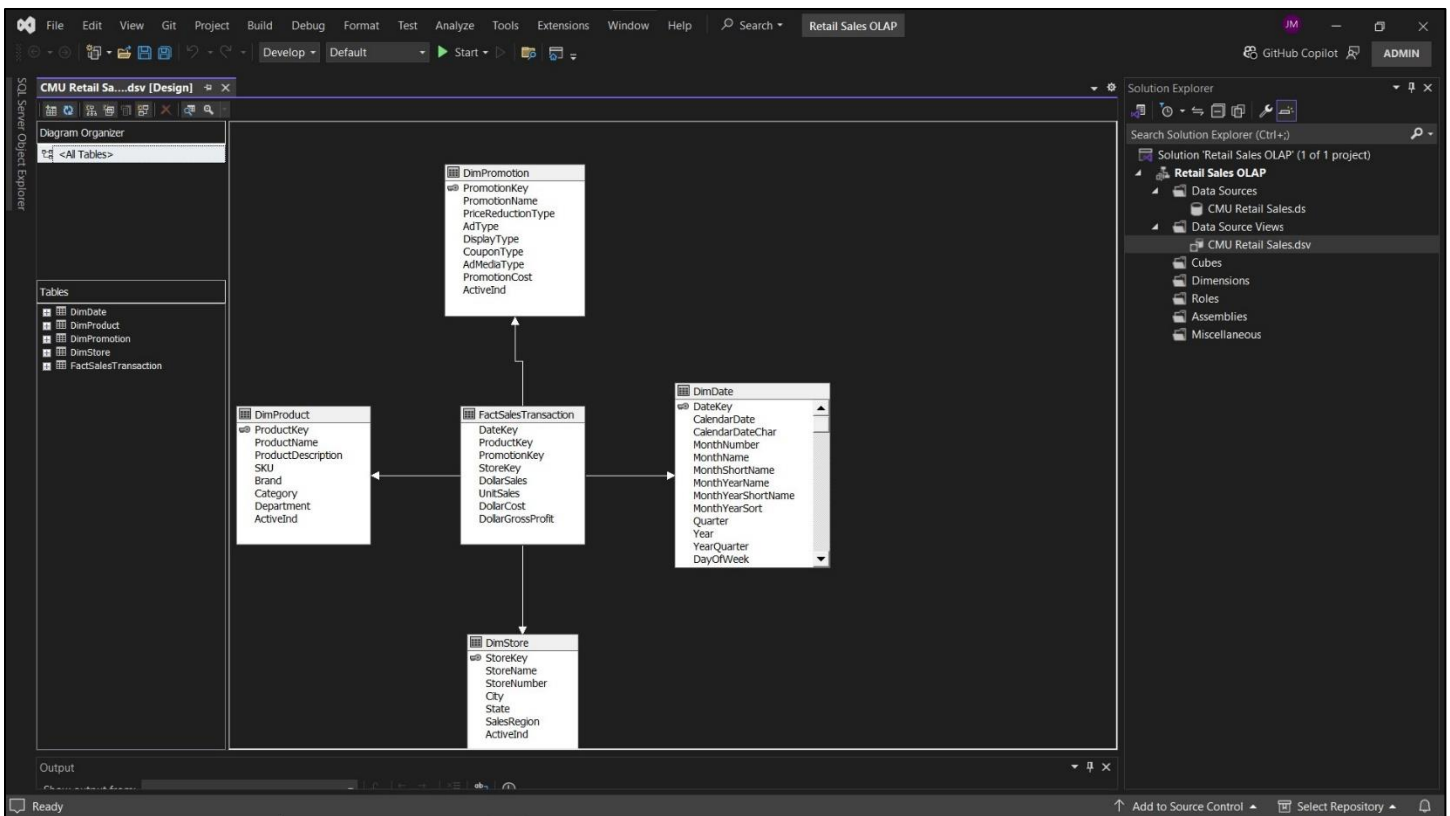 File Edit View Git Project Build Debug Format Test Analyze Tools Extensions Window Help Search Retail Sales OLAP JM
Develop Default Start GitHub Copilot ADMIN
SQL Server Object Explorer
CMU Retail Sa....dsv [Design]
Diagram Organizer
<All Tables>
Tables
DimDate
DimProduct
DimPromotion
DimStore
FactSalesTransaction
DimPromotion
PromotionKey
PromotionName
PriceReductionType
AdType
DisplayType
CouponType
AdMediaType
PromotionCost
ActiveInd
DimProduct
ProductKey
ProductName
ProductDescription
SKU
Brand
Category
Department
ActiveInd
FactSalesTransaction
DateKey
ProductKey
PromotionKey
StoreKey
DollarSales
UnitSales
DollarCost
DollarGrossProfit
DimDate
DateKey
CalendarDate
CalendarDateChar
MonthNumber
MonthName
MonthShortName
MonthYearName
MonthYearShortName
MonthYearSort
Quarter
Year
YearQuarter
DayOfWeek
DimStore
StoreKey
StoreName
StoreNumber
City
State
SalesRegion
ActiveInd
Solution Explorer
Search Solution Explorer (Ctrl+;)
Solution 'Retail Sales OLAP' (1 of 1 project)
Retail Sales OLAP
Data Sources
CMU Retail Sales.ds
Data Source Views
CMU Retail Sales.dsv
Cubes
Dimensions
Roles
Assemblies
Miscellaneous
Output
Ready Add to Source Control Select Repository